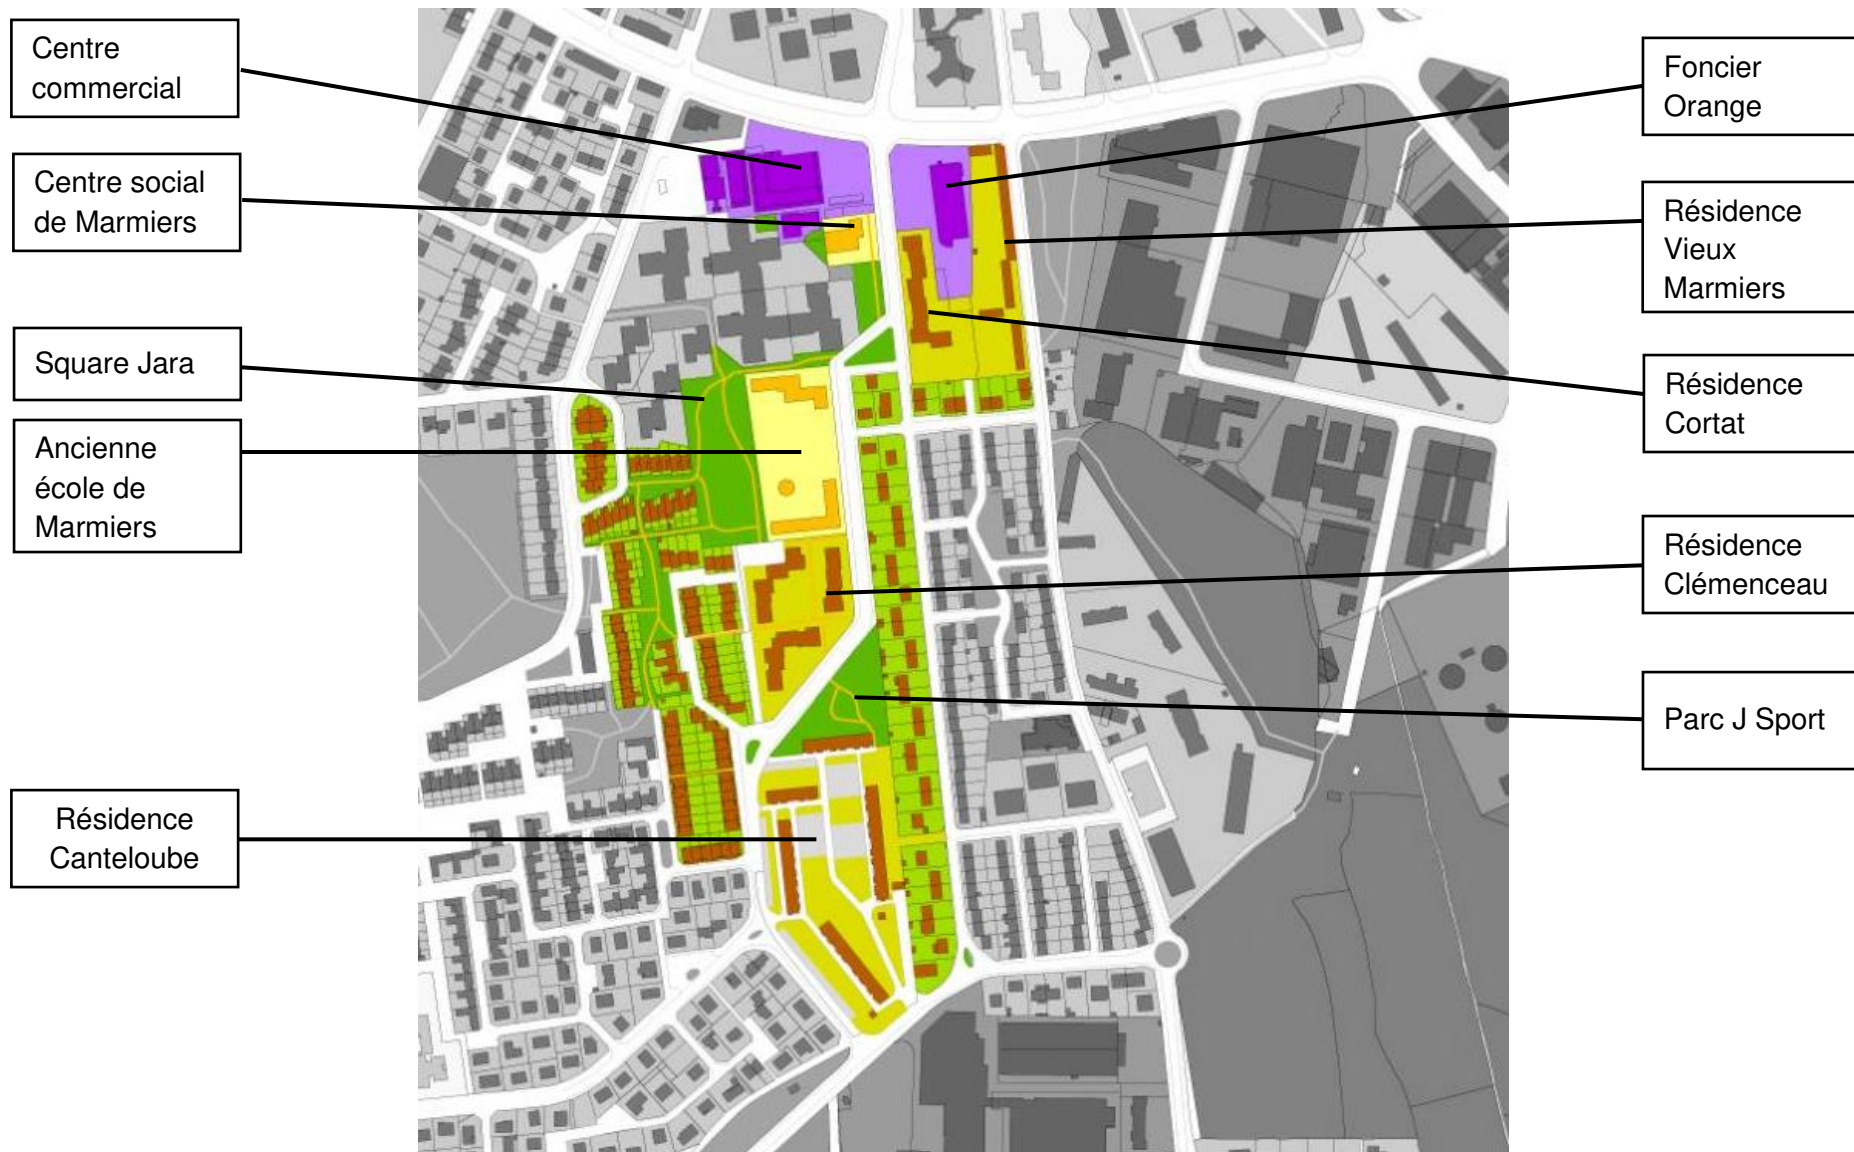 Centre
commercial
Centre social
de Marmiers
Square Jara
Ancienne
école de
Marmiers
Résidence
Canteloube
Foncier
Orange
Résidence
Vieux
Marmiers
Résidence
Cortat
Résidence
Clémenceau
Parc J Sport